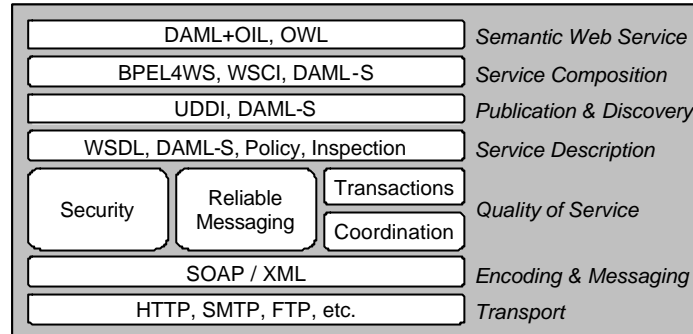 DAML+OIL, OWL
Semantic Web Service
BPEL4WS, WSCI, DAML-S
Service Composition
UDDI, DAML-S
Publication & Discovery
WSDL, DAML-S, Policy, Inspection
Service Description
Security
Reliable
Messaging
Transactions
Coordination
Quality of Service
SOAP / XML
Encoding & Messaging
HTTP, SMTP, FTP, etc.
Transport